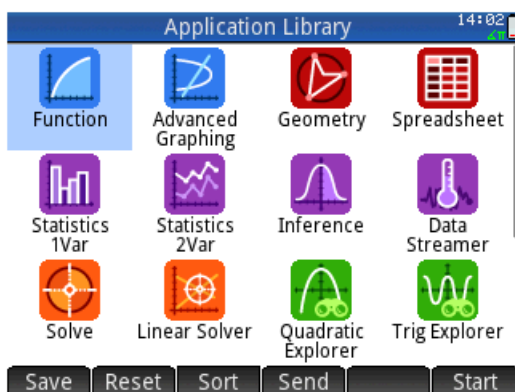 Application Library 14:02
∠π
Function Advanced Graphing Geometry Spreadsheet
Statistics 1Var Statistics 2Var Inference Data Streamer
Solve Linear Solver Quadratic Explorer Trig Explorer
Save Reset Sort Send Start